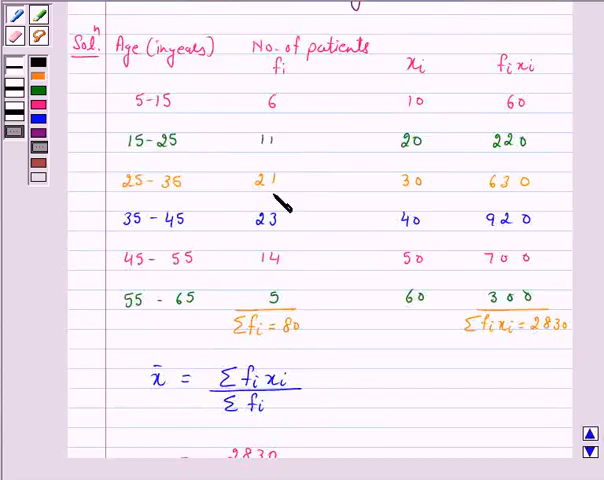 Solⁿ Age (in years) No. of patients
fi xi fixi
5-15 6 10 60
15-25 11 20 220
25-35 21 30 630
35-45 23 40 920
45-55 14 50 700
55-65 5 60 300
Σfi = 80 Σfixi = 2830
x̄ = Σfixi
Σfi
= 2830